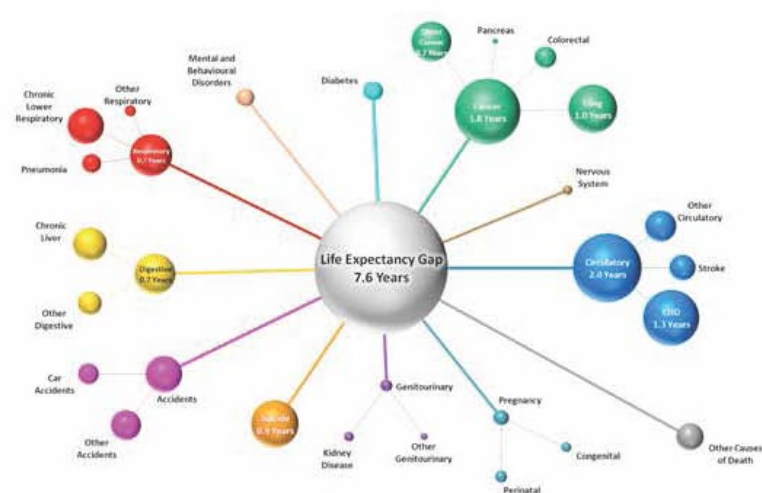 Life Expectancy Gap
7.6 Years
Mental and
Behavioural
Disorders
Diabetes
Other
Cancer
0.7 Years
Pancreas
Colorectal
Cancer
1.8 Years
Lung
1.0 Years
Nervous
System
Other
Circulatory
Circulatory
2.0 Years
Stroke
CHD
1.3 Years
Other Causes
of Death
Pregnancy
Congenital
Perinatal
Genitourinary
Kidney
Disease
Other
Genitourinary
Suicide
0.9 Years
Accidents
Car
Accidents
Other
Accidents
Digestive
0.7 Years
Chronic
Liver
Other
Digestive
Respiratory
0.7 Years
Chronic
Lower
Respiratory
Other
Respiratory
Pneumonia